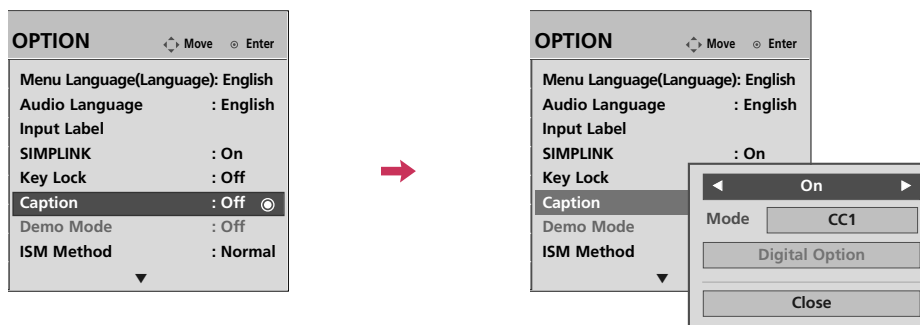 OPTION Move Enter
Menu Language(Language): English
Audio Language : English
Input Label
SIMPLINK : On
Key Lock : Off
Caption : Off
Demo Mode : Off
ISM Method : Normal
OPTION Move Enter
Menu Language(Language): English
Audio Language : English
Input Label
SIMPLINK : On
Key Lock
Caption
Demo Mode
ISM Method
On
Mode CC1
Digital Option
Close